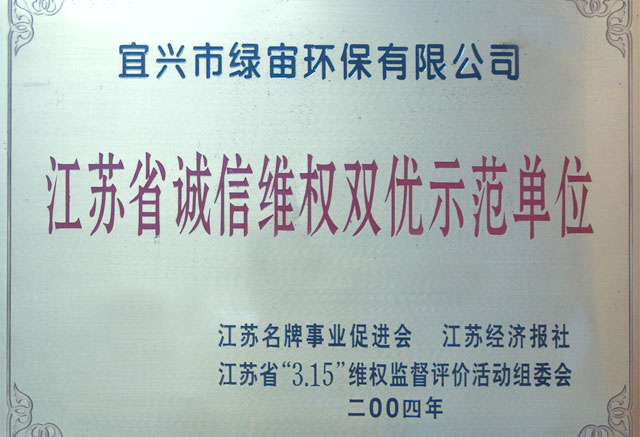 宜兴市绿宙环保有限公司
江苏省诚信维权双优示范单位
江苏名牌事业促进会 江苏经济报社
江苏省“3.15”维权监督评价活动组委会
二00四年